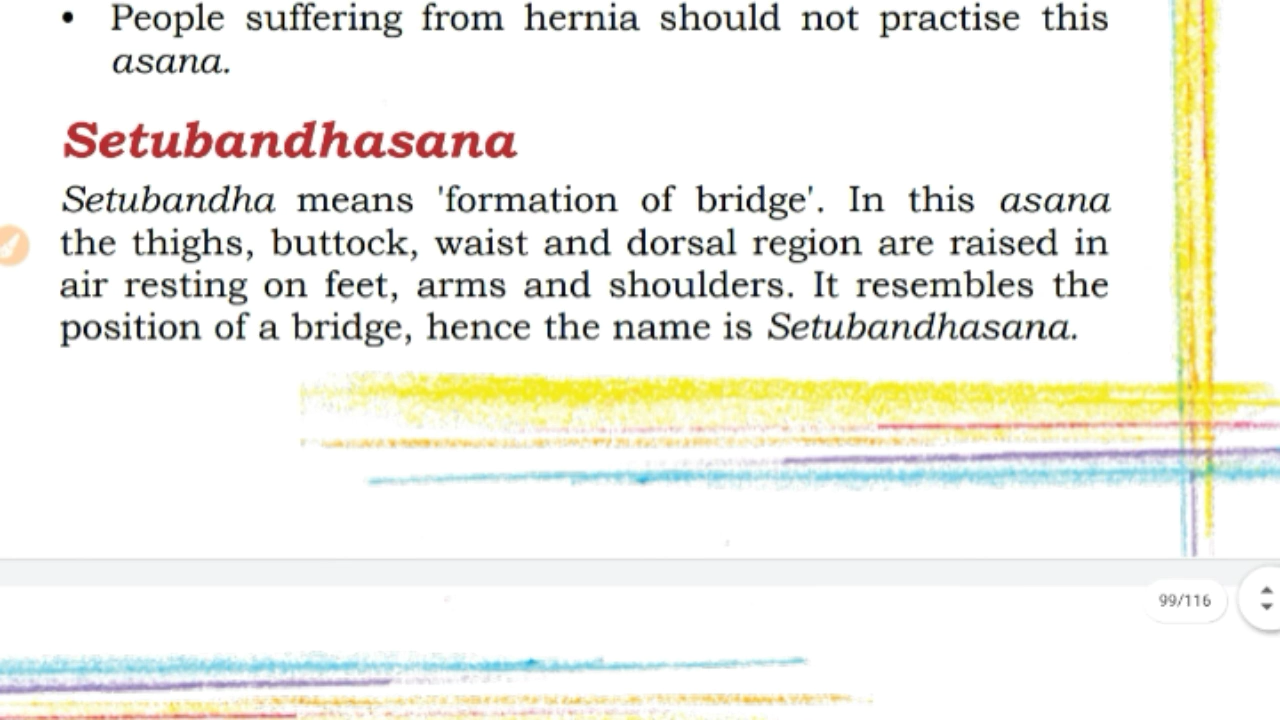 • People suffering from hernia should not practise this
asana.
Setubandhasana
Setubandha means 'formation of bridge'. In this asana
the thighs, buttock, waist and dorsal region are raised in
air resting on feet, arms and shoulders. It resembles the
position of a bridge, hence the name is Setubandhasana.
99/116